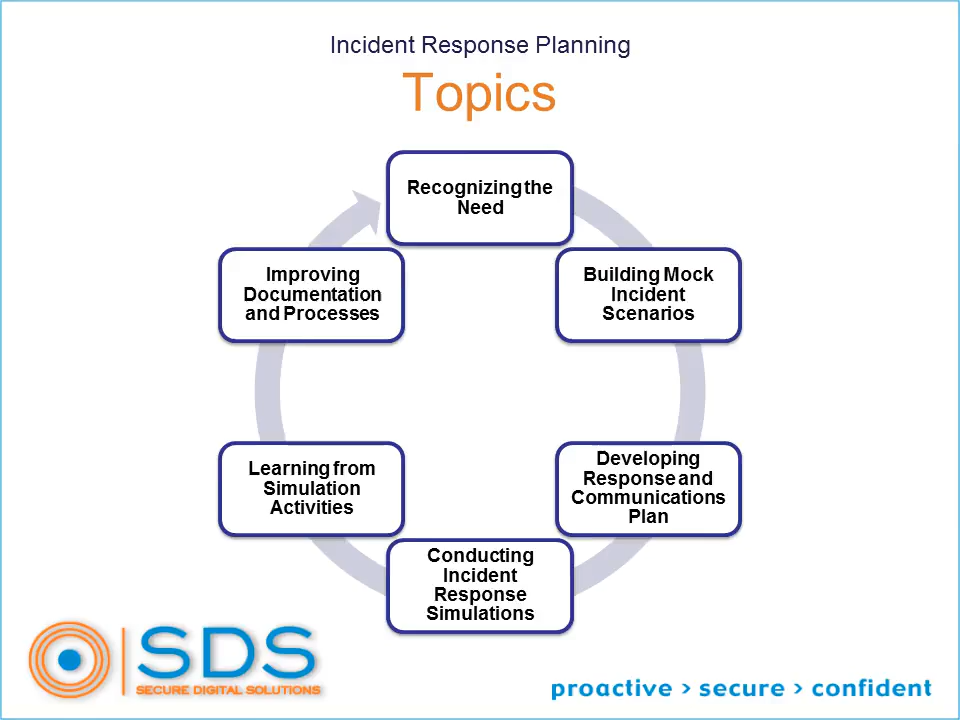 Incident Response Planning
Topics
Recognizing the
Need
Building Mock
Incident
Scenarios
Developing
Response and
Communications
Plan
Conducting
Incident
Response
Simulations
Learning from
Simulation
Activities
Improving
Documentation
and Processes
SDS
SECURE DIGITAL SOLUTIONS
proactive > secure > confident